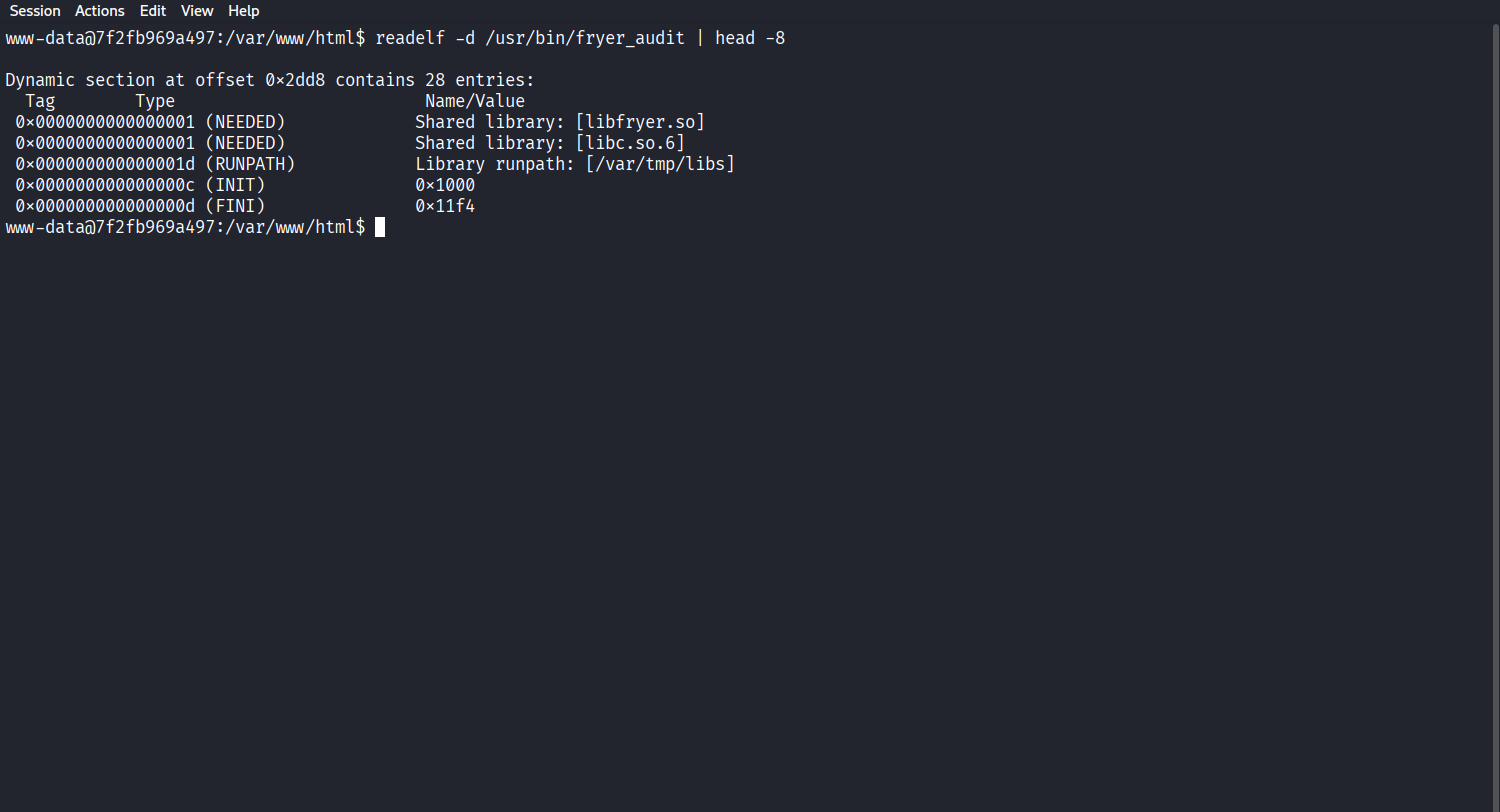 Session Actions Edit View Help
www-data@7f2fb969a497:/var/www/html$ readelf -d /usr/bin/fryer_audit | head -8
Dynamic section at offset 0x2dd8 contains 28 entries:
  Tag        Type                         Name/Value
 0x0000000000000001 (NEEDED)             Shared library: [libfryer.so]
 0x0000000000000001 (NEEDED)             Shared library: [libc.so.6]
 0x000000000000001d (RUNPATH)            Library runpath: [/var/tmp/libs]
 0x000000000000000c (INIT)               0x1000
 0x000000000000000d (FINI)               0x11f4
www-data@7f2fb969a497:/var/www/html$